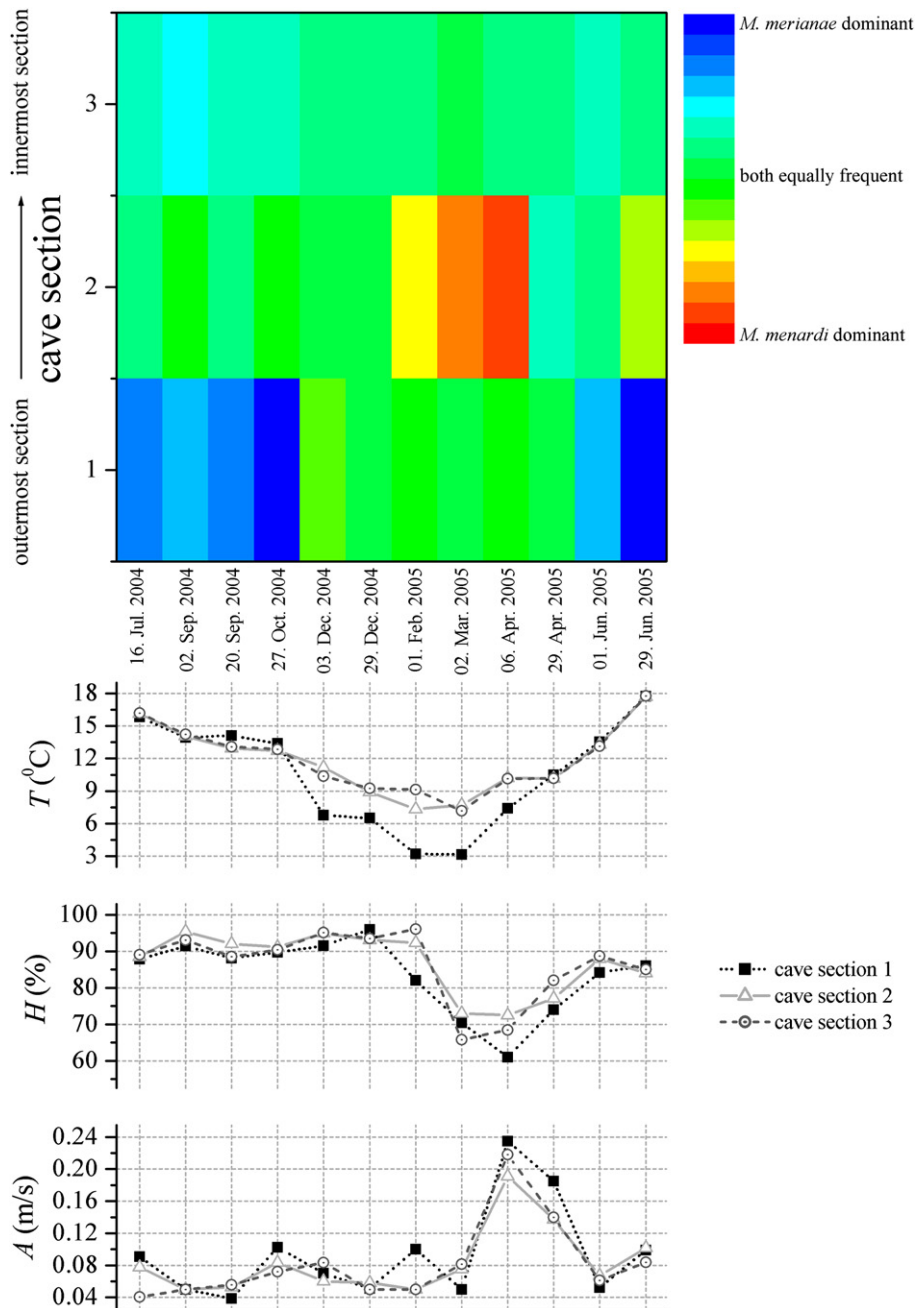 innermost section
cave section
outermost section
3
2
1
M. merianae dominant
both equally frequent
M. menardi dominant
16. Jul. 2004
02. Sep. 2004
20. Sep. 2004
27. Oct. 2004
03. Dec. 2004
29. Dec. 2004
01. Feb. 2005
02. Mar. 2005
06. Apr. 2005
29. Apr. 2005
01. Jun. 2005
29. Jun. 2005
T (⁰C)
18
15
12
9
6
3
H (%)
100
90
80
70
60
cave section 1
cave section 2
cave section 3
A (m/s)
0.24
0.20
0.16
0.12
0.08
0.04